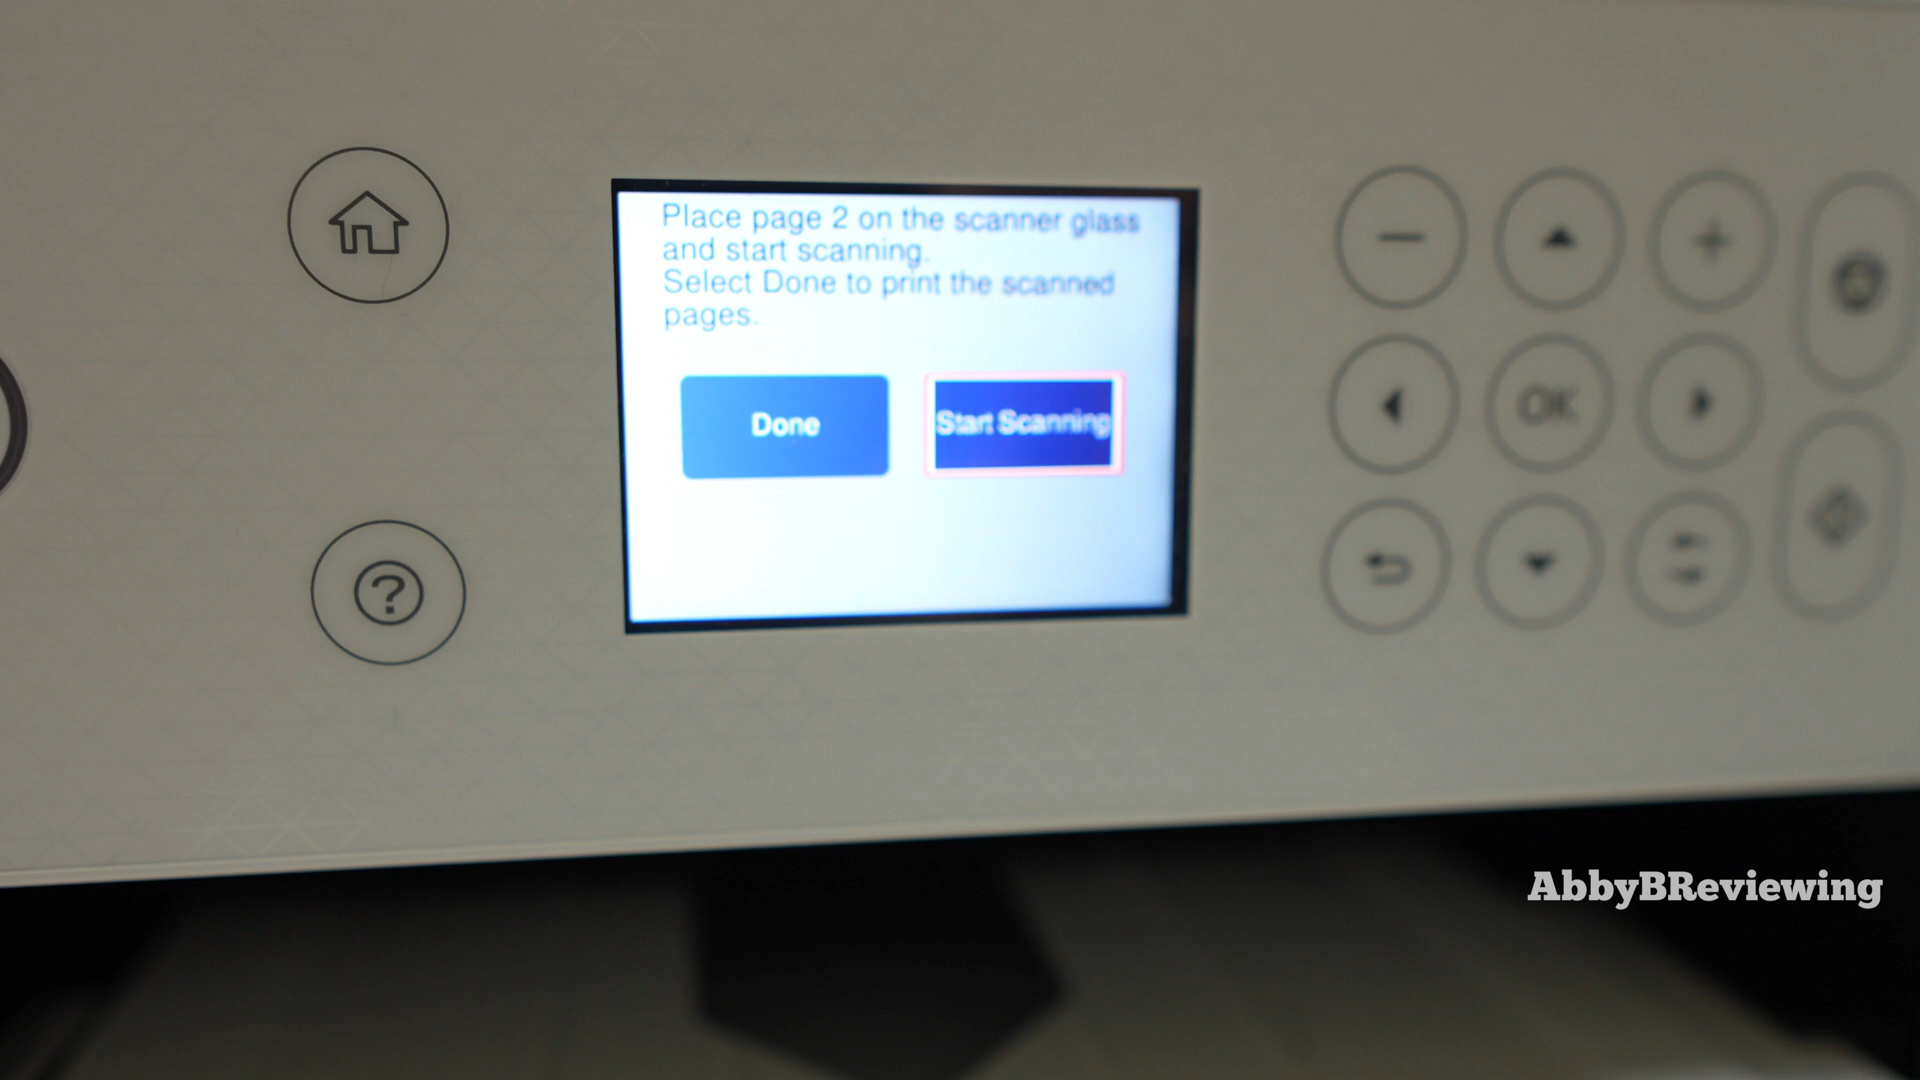 Place page 2 on the scanner glass
and start scanning.
Select Done to print the scanned
pages.
Done
Start Scanning
OK
AbbyBReviewing